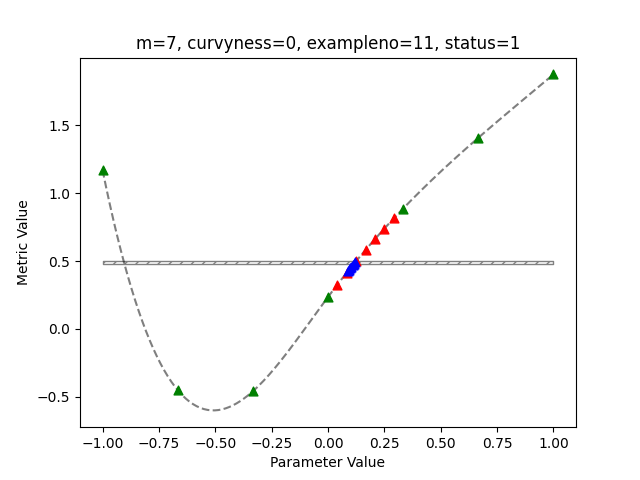 m=7, curvyness=0, exampleno=11, status=1
Metric Value
1.5
1.0
0.5
0.0
−0.5
−1.00 −0.75 −0.50 −0.25 0.00 0.25 0.50 0.75 1.00
Parameter Value